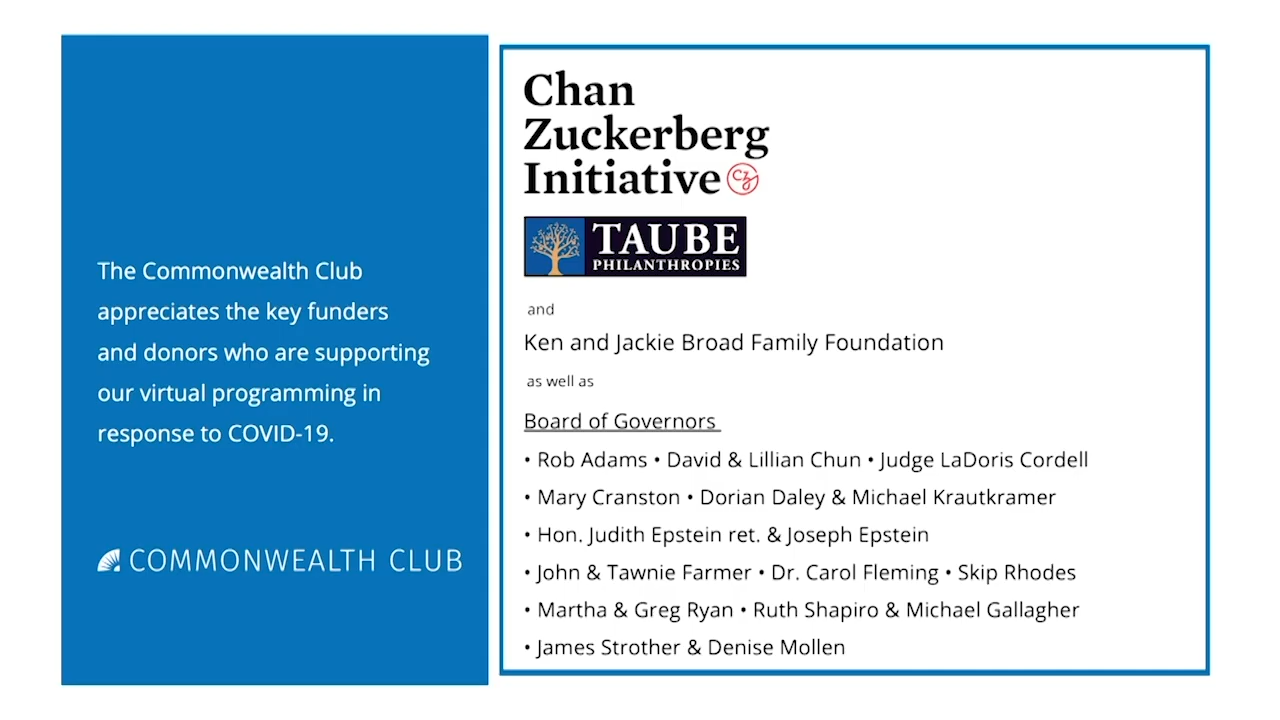 The Commonwealth Club
appreciates the key funders
and donors who are supporting
our virtual programming in
response to COVID-19.
COMMONWEALTH CLUB
Chan
Zuckerberg
Initiative
CZI
TAUBE
PHILANTHROPIES
and
Ken and Jackie Broad Family Foundation
as well as
Board of Governors
• Rob Adams • David & Lillian Chun • Judge LaDoris Cordell
• Mary Cranston • Dorian Daley & Michael Krautkramer
• Hon. Judith Epstein ret. & Joseph Epstein
• John & Tawnie Farmer • Dr. Carol Fleming • Skip Rhodes
• Martha & Greg Ryan • Ruth Shapiro & Michael Gallagher
• James Strother & Denise Mollen